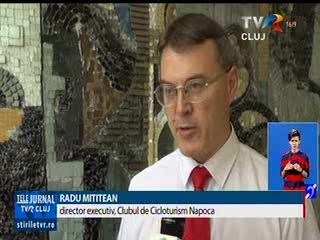 TVR
16/9
CLUJ
TELE
JURNAL
TVR CLUJ
stiriletvr.ro
RADU MITITEAN
director executiv, Clubul de Cicloturism Napoca